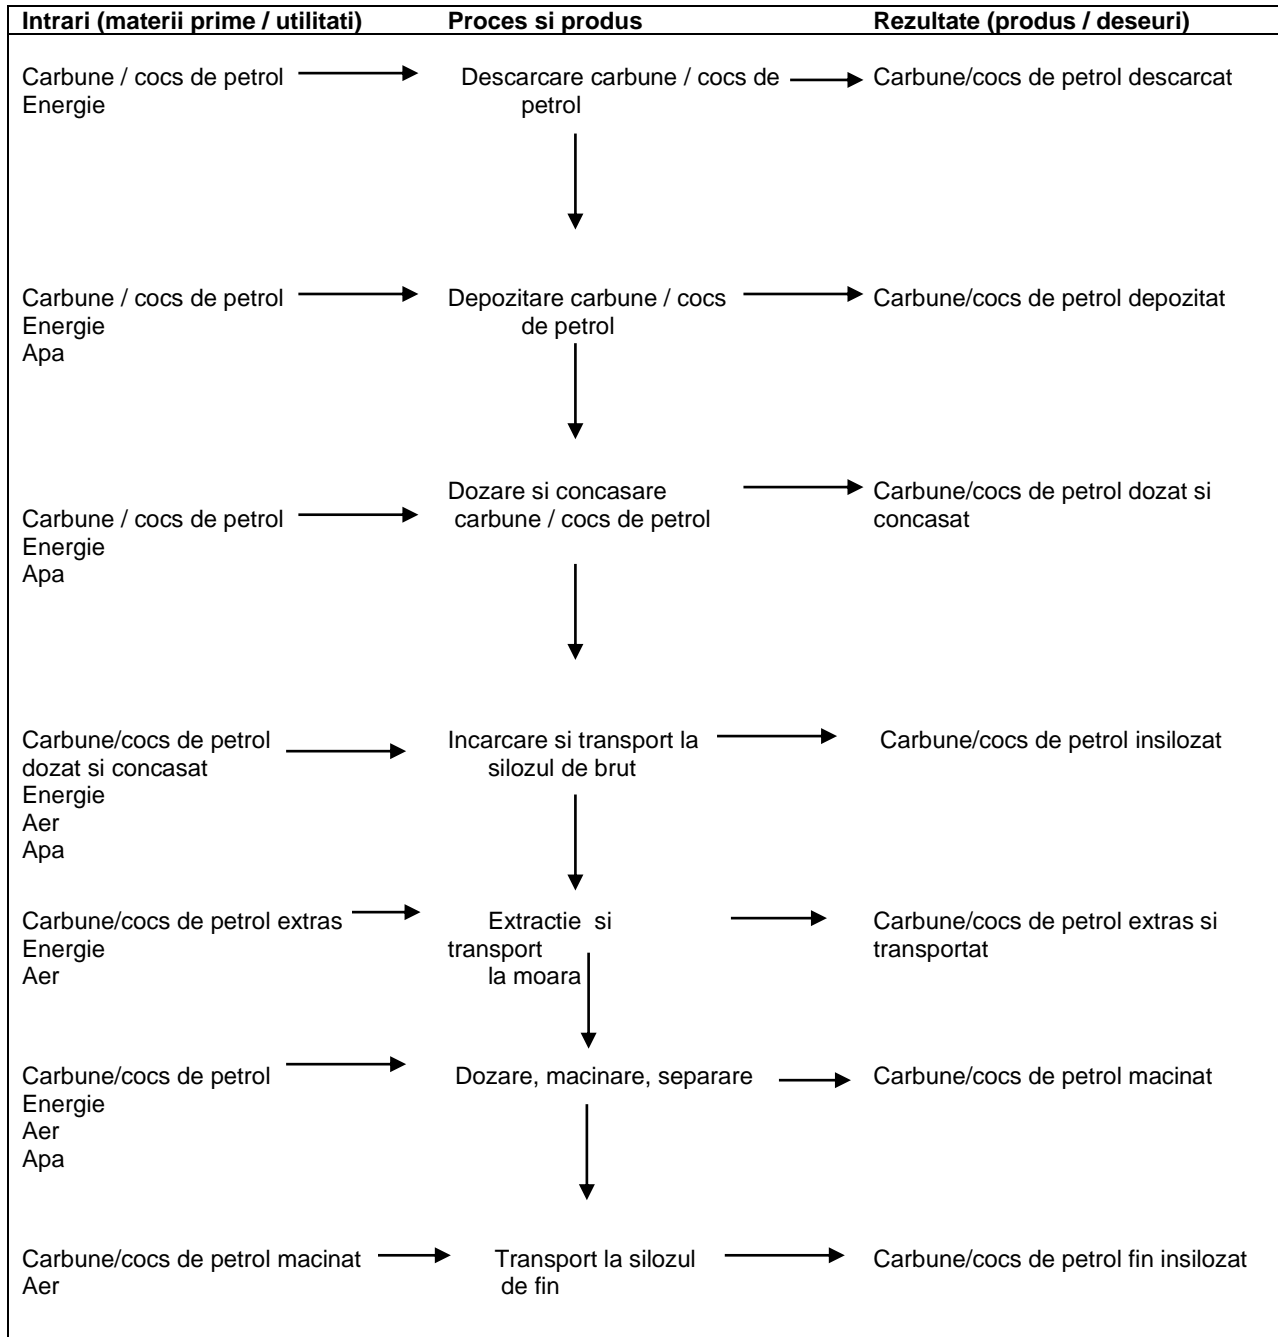 Intrari (materii prime / utilitati) Proces si produs Rezultate (produs / deseuri)
Carbune / cocs de petrol Descarcare carbune / cocs de Carbune/cocs de petrol descarcat
Energie petrol
Carbune / cocs de petrol Depozitare carbune / cocs Carbune/cocs de petrol depozitat
Energie de petrol
Apa
Dozare si concasare Carbune/cocs de petrol dozat si
Carbune / cocs de petrol carbune / cocs de petrol concasat
Energie
Apa
Carbune/cocs de petrol Incarcare si transport la Carbune/cocs de petrol insilozat
dozat si concasat silozul de brut
Energie
Aer
Apa
Carbune/cocs de petrol extras Extractie si Carbune/cocs de petrol extras si
Energie transport transportat
Aer la moara
Carbune/cocs de petrol Dozare, macinare, separare Carbune/cocs de petrol macinat
Energie
Aer
Apa
Carbune/cocs de petrol macinat Transport la silozul Carbune/cocs de petrol fin insilozat
Aer de fin